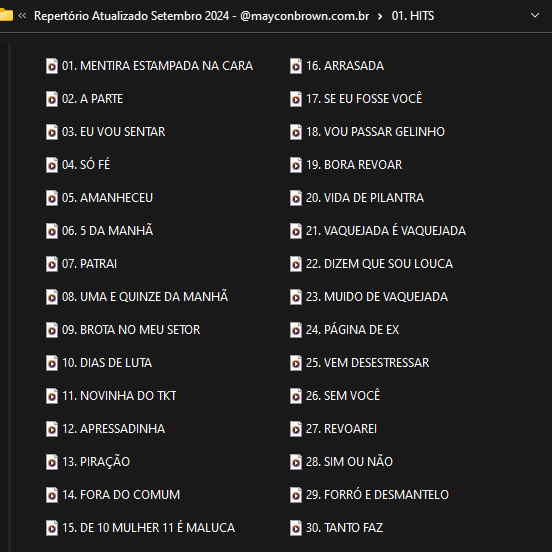 Repertório Atualizado Setembro 2024 - @mayconbrown.com.br > 01. HITS
01. MENTIRA ESTAMPADA NA CARA
02. A PARTE
03. EU VOU SENTAR
04. SÓ FÉ
05. AMANHECEU
06. 5 DA MANHÃ
07. PATRAI
08. UMA E QUINZE DA MANHÃ
09. BROTA NO MEU SETOR
10. DIAS DE LUTA
11. NOVINHA DO TKT
12. APRESSADINHA
13. PIRAÇÃO
14. FORA DO COMUM
15. DE 10 MULHER 11 É MALUCA
16. ARRASADA
17. SE EU FOSSE VOCÊ
18. VOU PASSAR GELINHO
19. BORA REVOAR
20. VIDA DE PILANTRA
21. VAQUEJADA É VAQUEJADA
22. DIZEM QUE SOU LOUCA
23. MUIDO DE VAQUEJADA
24. PÁGINA DE EX
25. VEM DESESTRESSAR
26. SEM VOCÊ
27. REVOAREI
28. SIM OU NÃO
29. FORRÓ E DESMANTELO
30. TANTO FAZ